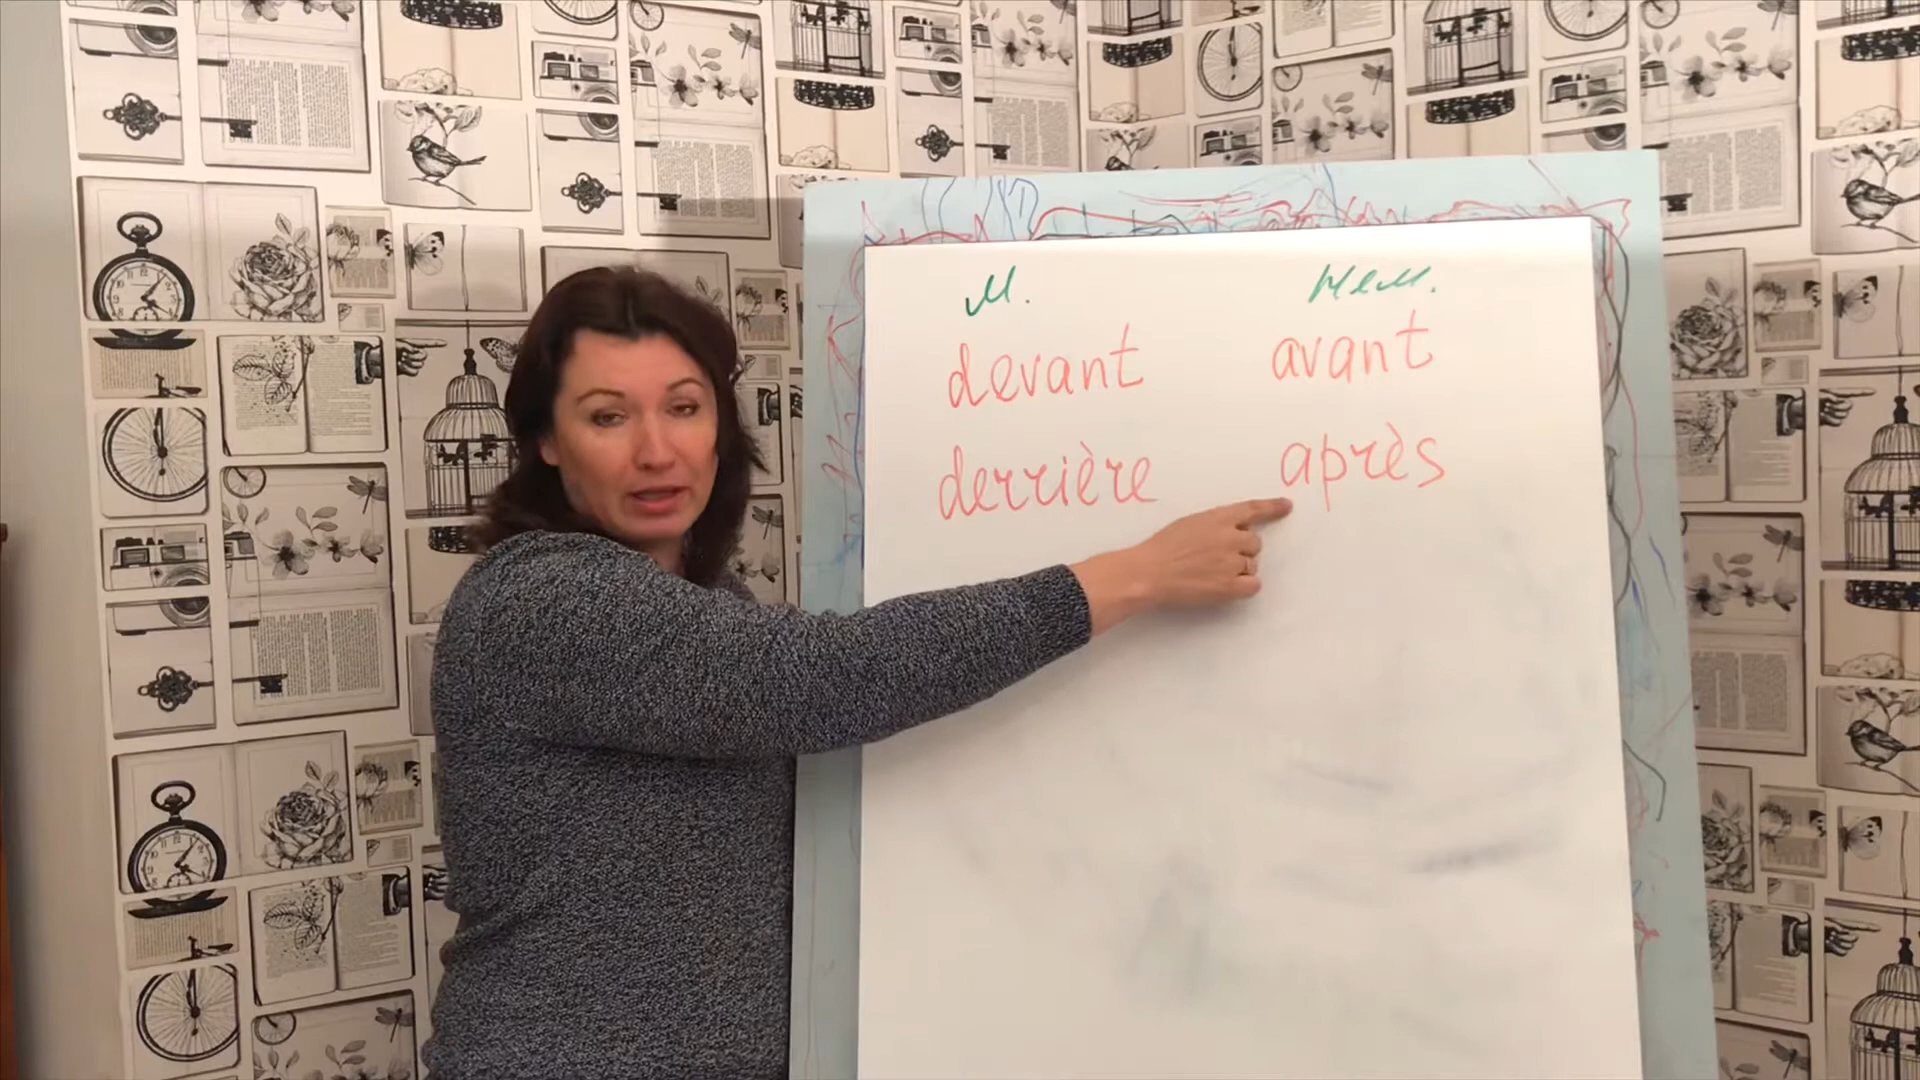 м. нем.
devant avant
derrière après